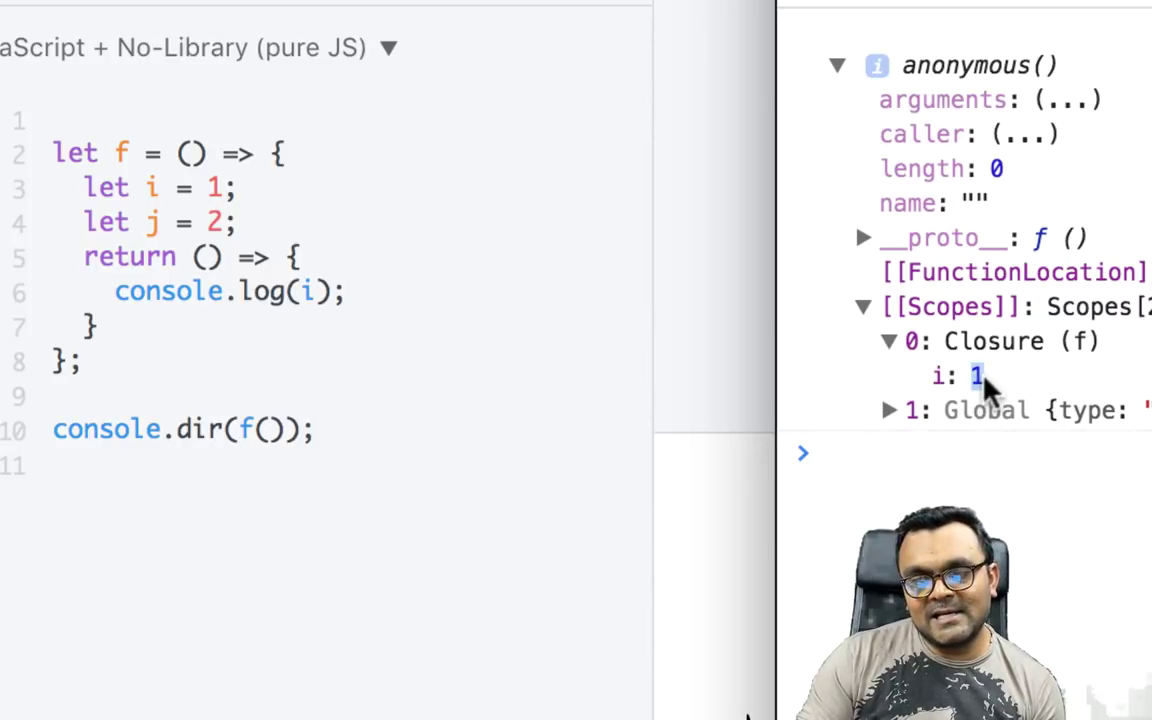 aScript + No-Library (pure JS) ▼
1
2 let f = () => {
3 let i = 1;
4 let j = 2;
5 return () => {
6 console.log(i);
7 }
8 };
9
10 console.dir(f());
11
▼ i anonymous()
arguments: (...)
caller: (...)
length: 0
name: ""
▶ __proto__: ƒ ()
[[FunctionLocation]
▼ [[Scopes]]: Scopes[2
▼ 0: Closure (f)
i: 1
▶ 1: Global {type: "
>